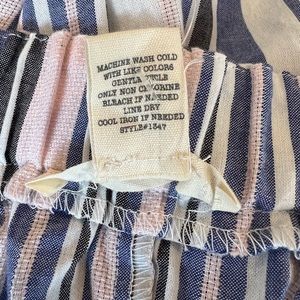 MACHINE WASH COLD
WITH LIKE COLORS
GENTLE CYCLE
ONLY NON CHLORINE
BLEACH IF NEEDED
LINE DRY
COOL IRON IF NEEDED
STYLE#1347